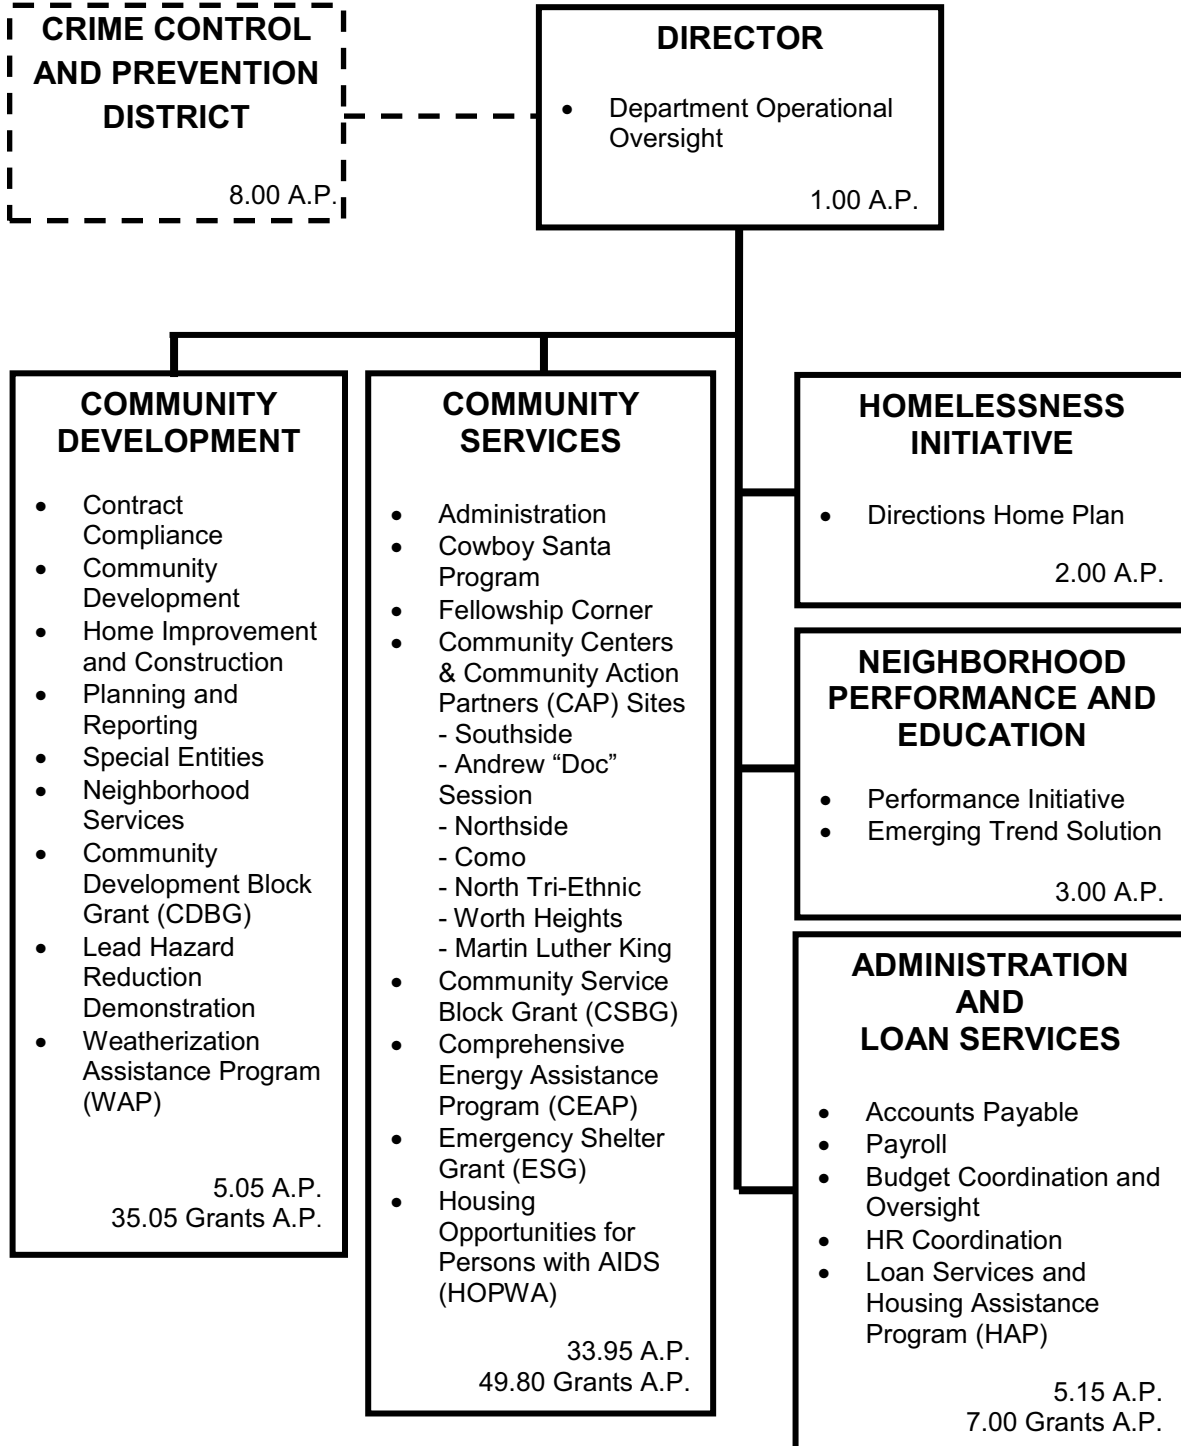 CRIME CONTROL
AND PREVENTION
DISTRICT
8.00 A.P.
DIRECTOR
• Department Operational
Oversight
1.00 A.P.
COMMUNITY
DEVELOPMENT
• Contract
Compliance
• Community
Development
• Home Improvement
and Construction
• Planning and
Reporting
• Special Entities
• Neighborhood
Services
• Community
Development Block
Grant (CDBG)
• Lead Hazard
Reduction
Demonstration
• Weatherization
Assistance Program
(WAP)
5.05 A.P.
35.05 Grants A.P.
COMMUNITY
SERVICES
• Administration
• Cowboy Santa
Program
• Fellowship Corner
• Community Centers
& Community Action
Partners (CAP) Sites
- Southside
- Andrew “Doc”
Session
- Northside
- Como
- North Tri-Ethnic
- Worth Heights
- Martin Luther King
• Community Service
Block Grant (CSBG)
• Comprehensive
Energy Assistance
Program (CEAP)
• Emergency Shelter
Grant (ESG)
• Housing
Opportunities for
Persons with AIDS
(HOPWA)
33.95 A.P.
49.80 Grants A.P.
HOMELESSNESS
INITIATIVE
• Directions Home Plan
2.00 A.P.
NEIGHBORHOOD
PERFORMANCE AND
EDUCATION
• Performance Initiative
• Emerging Trend Solution
3.00 A.P.
ADMINISTRATION
AND
LOAN SERVICES
• Accounts Payable
• Payroll
• Budget Coordination and
Oversight
• HR Coordination
• Loan Services and
Housing Assistance
Program (HAP)
5.15 A.P.
7.00 Grants A.P.